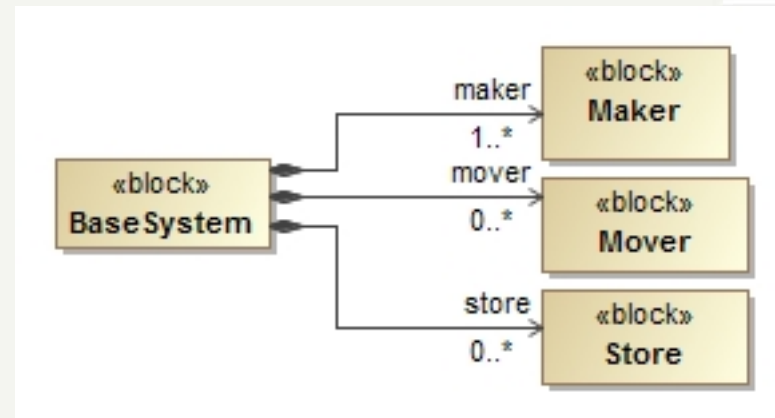 «block»
BaseSystem
maker
1..*
«block»
Maker
mover
0..*
«block»
Mover
store
0..*
«block»
Store